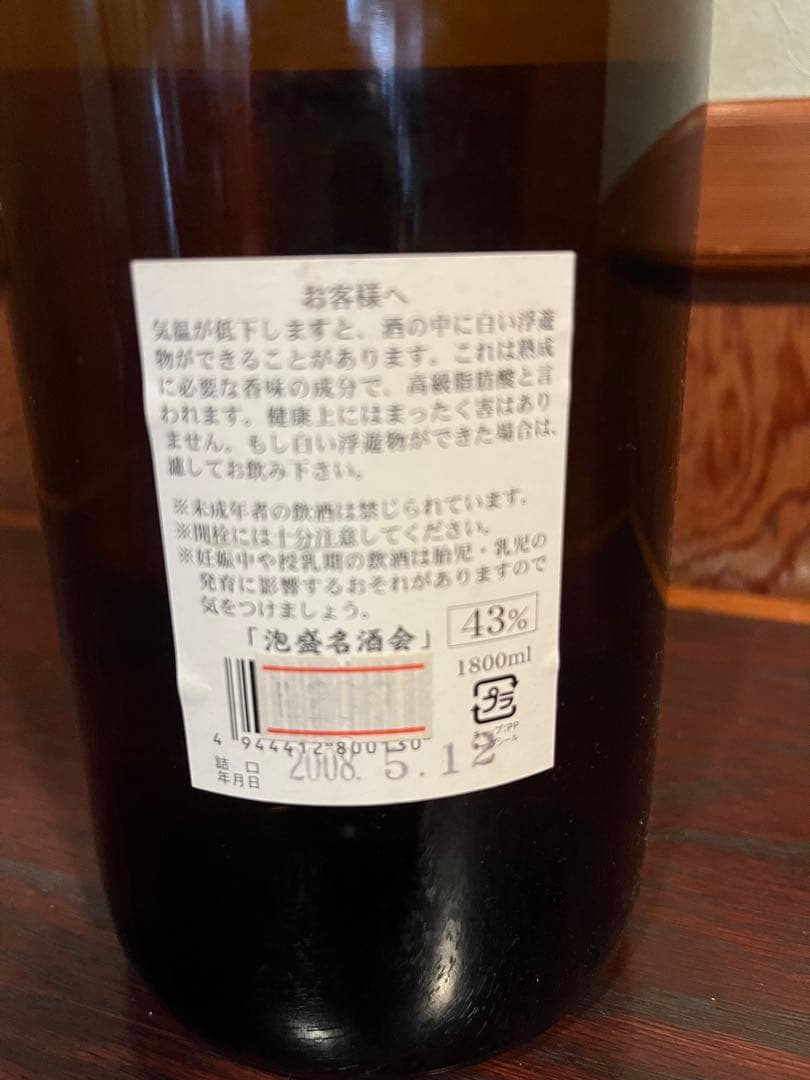 お客様へ
気温が低下しますと、酒の中に白い浮遊
物ができることがあります。これは熟成
に必要な香味の成分で、高級脂肪酸と言
われます。健康上にはまったく害はあり
ません。もし白い浮遊物ができた場合は、
濾してお飲み下さい。
※未成年者の飲酒は禁じられています。
※開栓には十分注意してください。
※妊娠中や授乳期の飲酒は胎児・乳児の
発育に影響するおそれがありますので
気をつけましょう。
「泡盛名酒会」
43%
1800ml
プラ
4 944412 800130
詰口
年月日
2008. 5.12